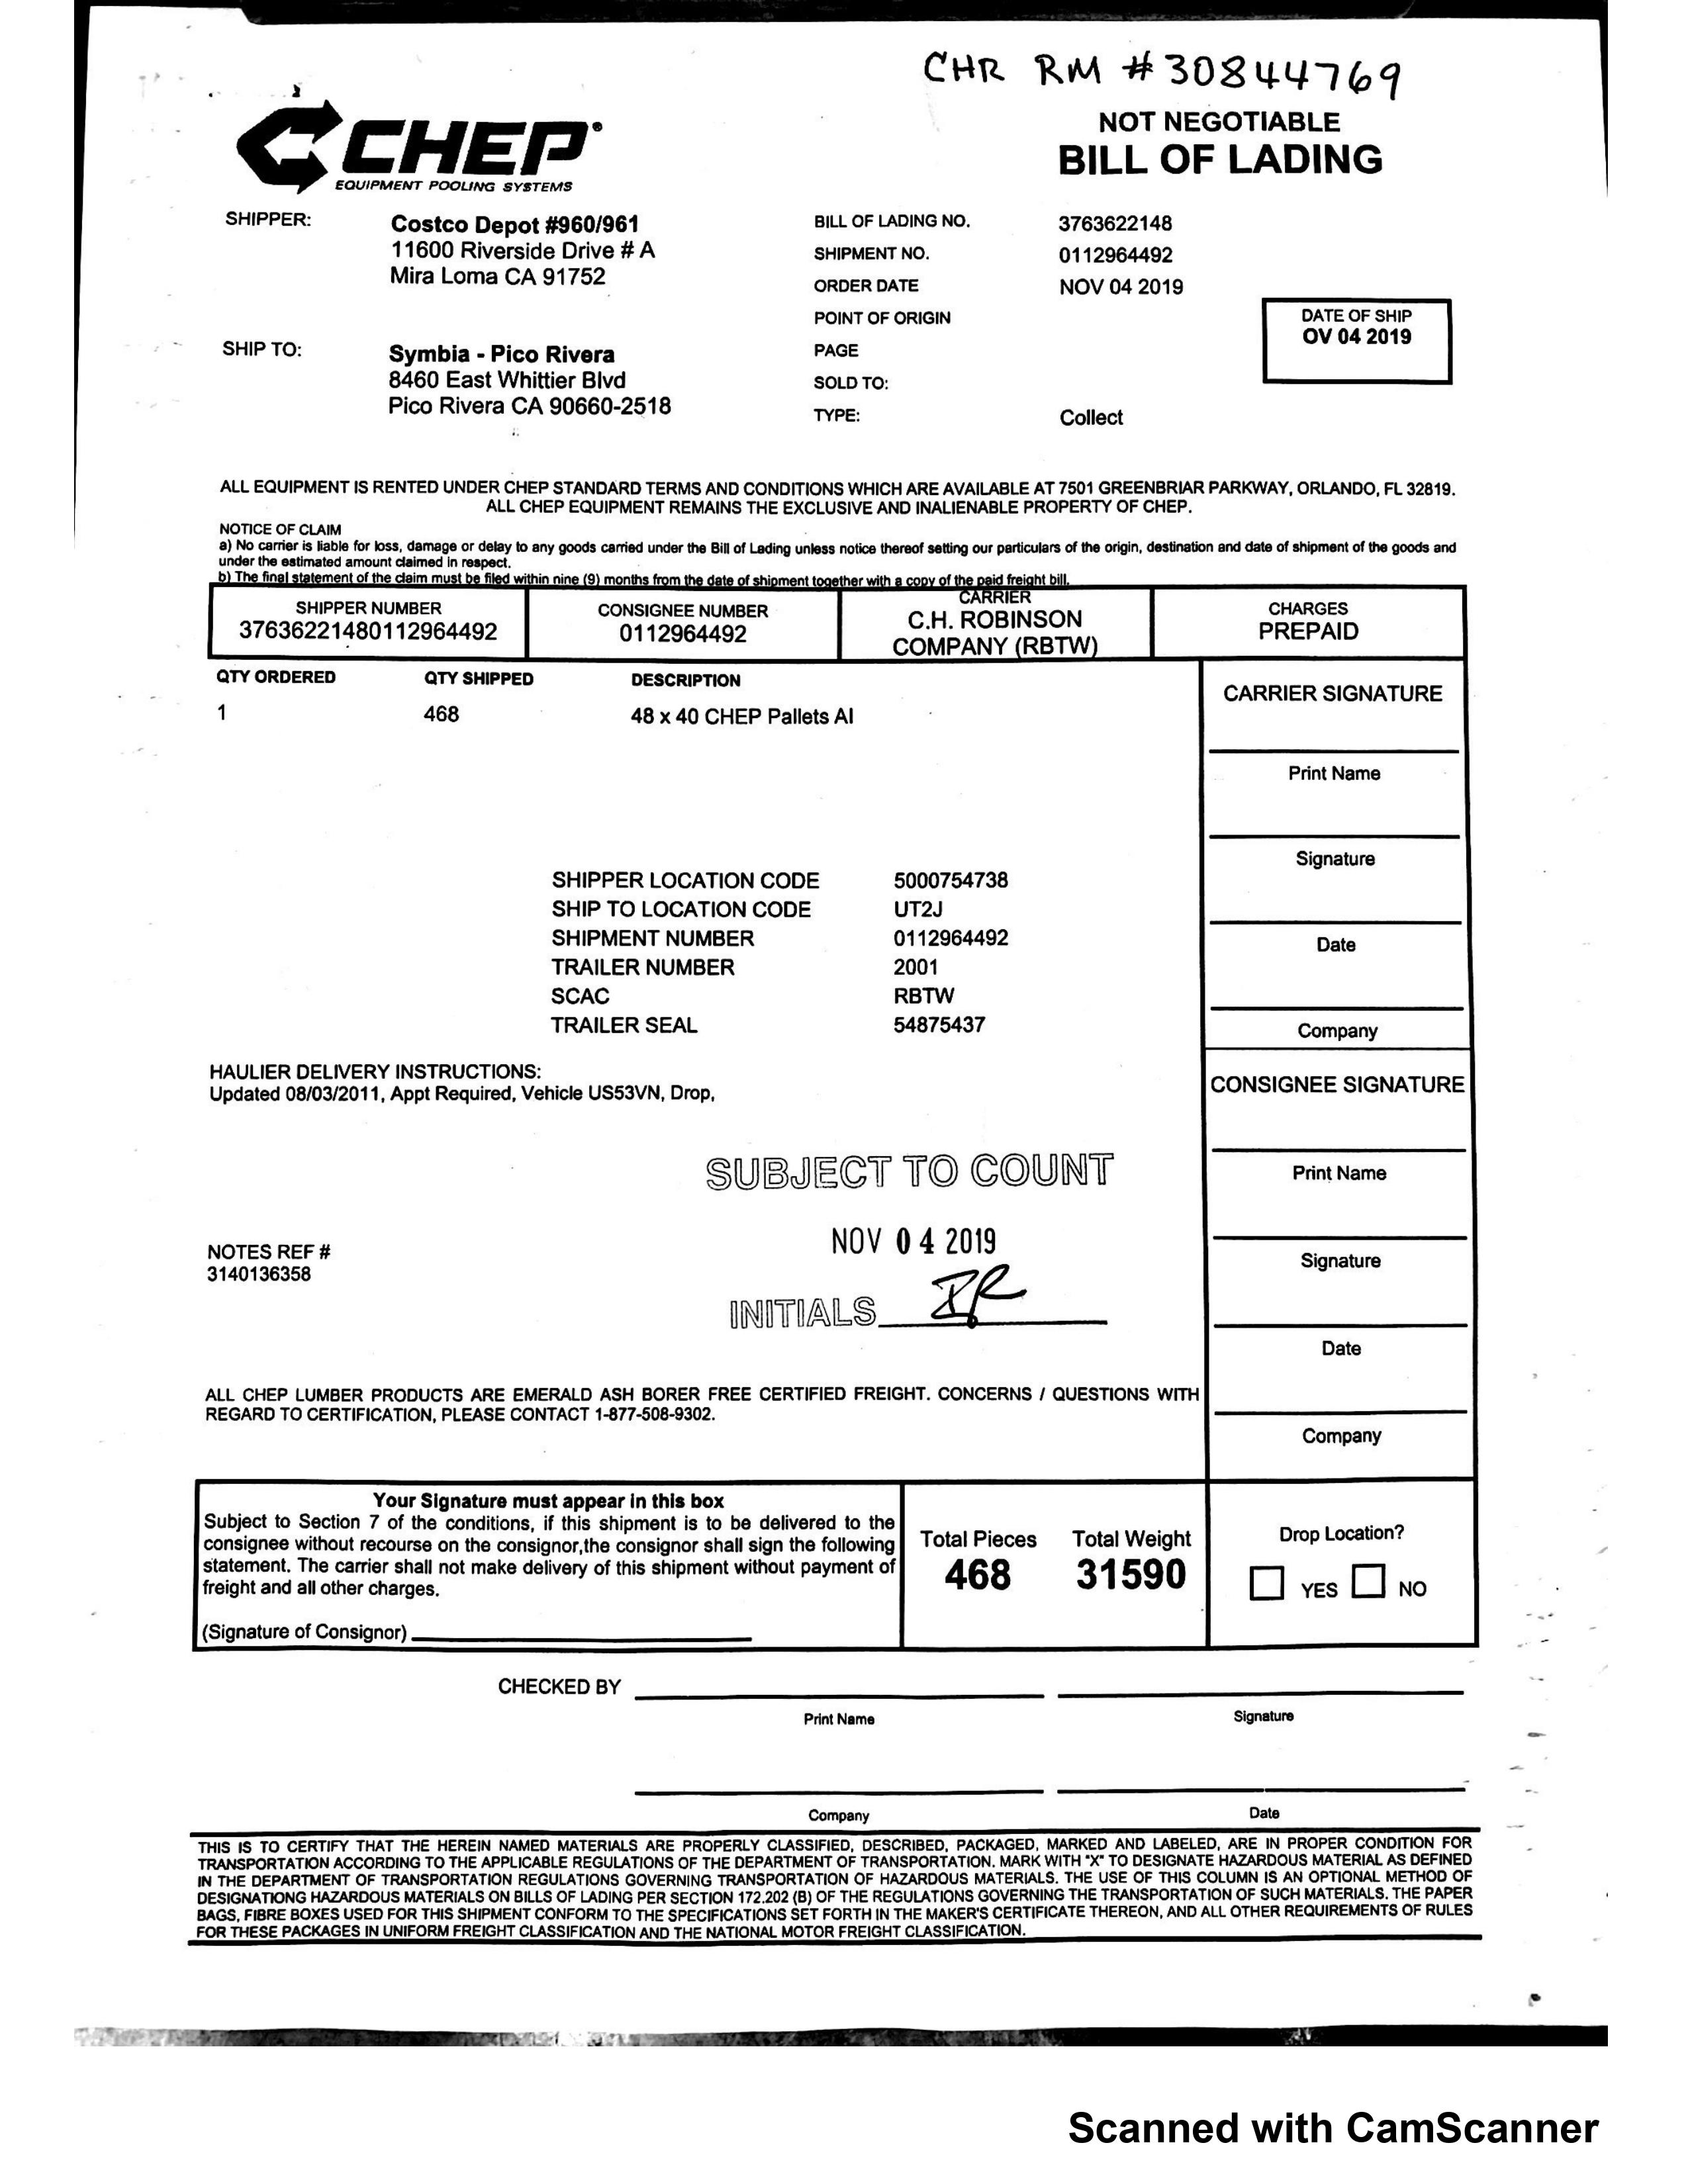 CHR RM # 30844769
NOT NEGOTIABLE
BILL OF LADING
CHEP®
EQUIPMENT POOLING SYSTEMS
SHIPPER:
Costco Depot #960/961
11600 Riverside Drive # A
Mira Loma CA 91752
SHIP TO:
Symbia - Pico Rivera
8460 East Whittier Blvd
Pico Rivera CA 90660-2518
BILL OF LADING NO. 3763622148
SHIPMENT NO. 0112964492
ORDER DATE NOV 04 2019
POINT OF ORIGIN
PAGE
SOLD TO:
TYPE: Collect
DATE OF SHIP
OV 04 2019
ALL EQUIPMENT IS RENTED UNDER CHEP STANDARD TERMS AND CONDITIONS WHICH ARE AVAILABLE AT 7501 GREENBRIAR PARKWAY, ORLANDO, FL 32819.
ALL CHEP EQUIPMENT REMAINS THE EXCLUSIVE AND INALIENABLE PROPERTY OF CHEP.
NOTICE OF CLAIM
a) No carrier is liable for loss, damage or delay to any goods carried under the Bill of Lading unless notice thereof setting our particulars of the origin, destination and date of shipment of the goods and
under the estimated amount claimed in respect.
b) The final statement of the claim must be filed within nine (9) months from the date of shipment together with a copy of the paid freight bill.
SHIPPER NUMBER
37636221480112964492
CONSIGNEE NUMBER
0112964492
CARRIER
C.H. ROBINSON
COMPANY (RBTW)
CHARGES
PREPAID
QTY ORDERED QTY SHIPPED DESCRIPTION
1 468 48 x 40 CHEP Pallets AI
CARRIER SIGNATURE
Print Name
Signature
Date
Company
SHIPPER LOCATION CODE 5000754738
SHIP TO LOCATION CODE UT2J
SHIPMENT NUMBER 0112964492
TRAILER NUMBER 2001
SCAC RBTW
TRAILER SEAL 54875437
HAULIER DELIVERY INSTRUCTIONS:
Updated 08/03/2011, Appt Required, Vehicle US53VN, Drop,
CONSIGNEE SIGNATURE
Print Name
Signature
Date
Company
SUBJECT TO COUNT
NOV 04 2019
INITIALS
NOTES REF #
3140136358
ALL CHEP LUMBER PRODUCTS ARE EMERALD ASH BORER FREE CERTIFIED FREIGHT. CONCERNS / QUESTIONS WITH
REGARD TO CERTIFICATION, PLEASE CONTACT 1-877-508-9302.
Your Signature must appear in this box
Subject to Section 7 of the conditions, if this shipment is to be delivered to the
consignee without recourse on the consignor,the consignor shall sign the following
statement. The carrier shall not make delivery of this shipment without payment of
freight and all other charges.
(Signature of Consignor)
Total Pieces
468
Total Weight
31590
Drop Location?
YES NO
CHECKED BY
Print Name Signature
Company Date
THIS IS TO CERTIFY THAT THE HEREIN NAMED MATERIALS ARE PROPERLY CLASSIFIED, DESCRIBED, PACKAGED, MARKED AND LABELED, ARE IN PROPER CONDITION FOR
TRANSPORTATION ACCORDING TO THE APPLICABLE REGULATIONS OF THE DEPARTMENT OF TRANSPORTATION. MARK WITH "X" TO DESIGNATE HAZARDOUS MATERIAL AS DEFINED
IN THE DEPARTMENT OF TRANSPORTATION REGULATIONS GOVERNING TRANSPORTATION OF HAZARDOUS MATERIALS. THE USE OF THIS COLUMN IS AN OPTIONAL METHOD OF
DESIGNATIONG HAZARDOUS MATERIALS ON BILLS OF LADING PER SECTION 172.202 (B) OF THE REGULATIONS GOVERNING THE TRANSPORTATION OF SUCH MATERIALS. THE PAPER
BAGS, FIBRE BOXES USED FOR THIS SHIPMENT CONFORM TO THE SPECIFICATIONS SET FORTH IN THE MAKER'S CERTIFICATE THEREON, AND ALL OTHER REQUIREMENTS OF RULES
FOR THESE PACKAGES IN UNIFORM FREIGHT CLASSIFICATION AND THE NATIONAL MOTOR FREIGHT CLASSIFICATION.
Scanned with CamScanner